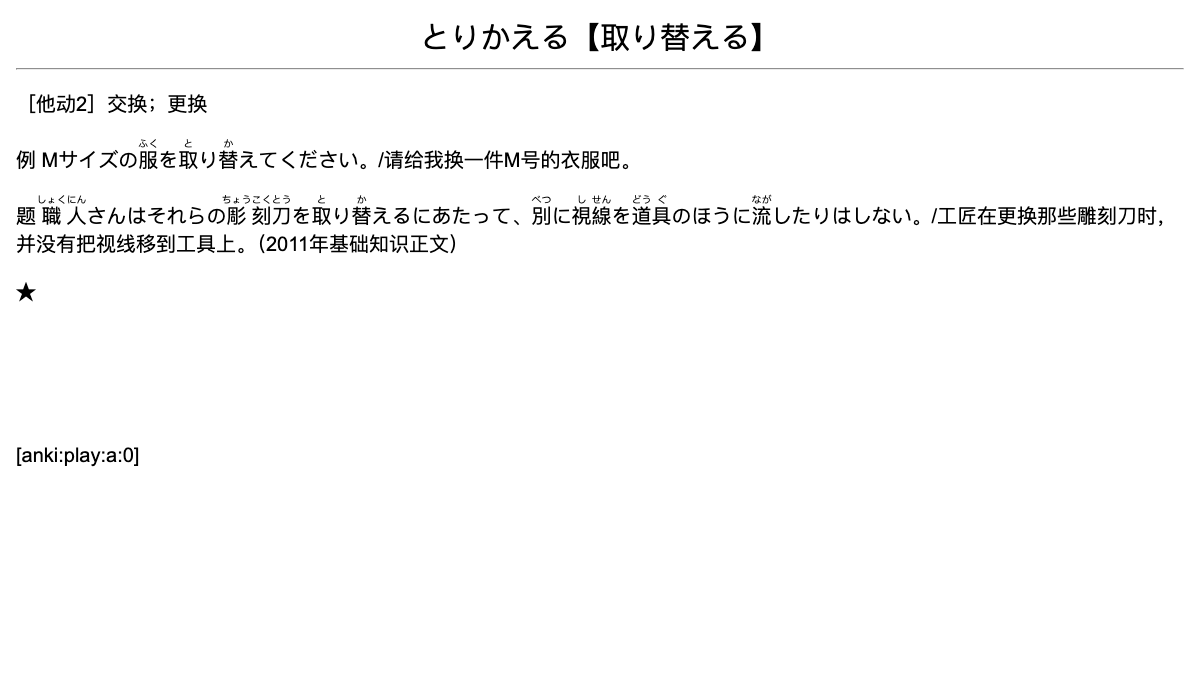 とりかえる【取り替える】
［他动2］交换；更换
ふく と か
例 Mサイズの服を取り替えてください。/请给我换一件M号的衣服吧。
しょくにん ちょうこくとう と か べつ し せん どう ぐ なが
题 職人さんはそれらの彫刻刀を取り替えるにあたって、別に視線を道具のほうに流したりはしない。/工匠在更换那些雕刻刀时，
并没有把视线移到工具上。（2011年基础知识正文）
★
[anki:play:a:0]